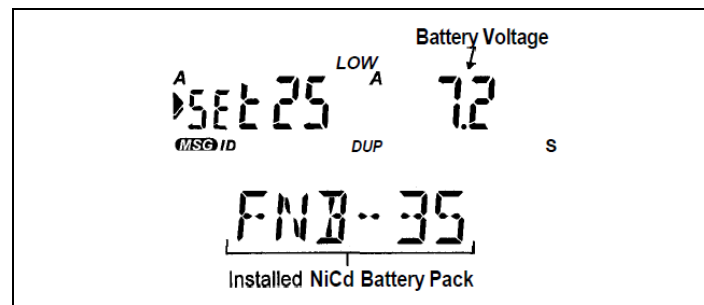 Battery Voltage
LOW
A A
SEt 25 7.2
MSG ID DUP S
FNB--35
Installed NiCd Battery Pack